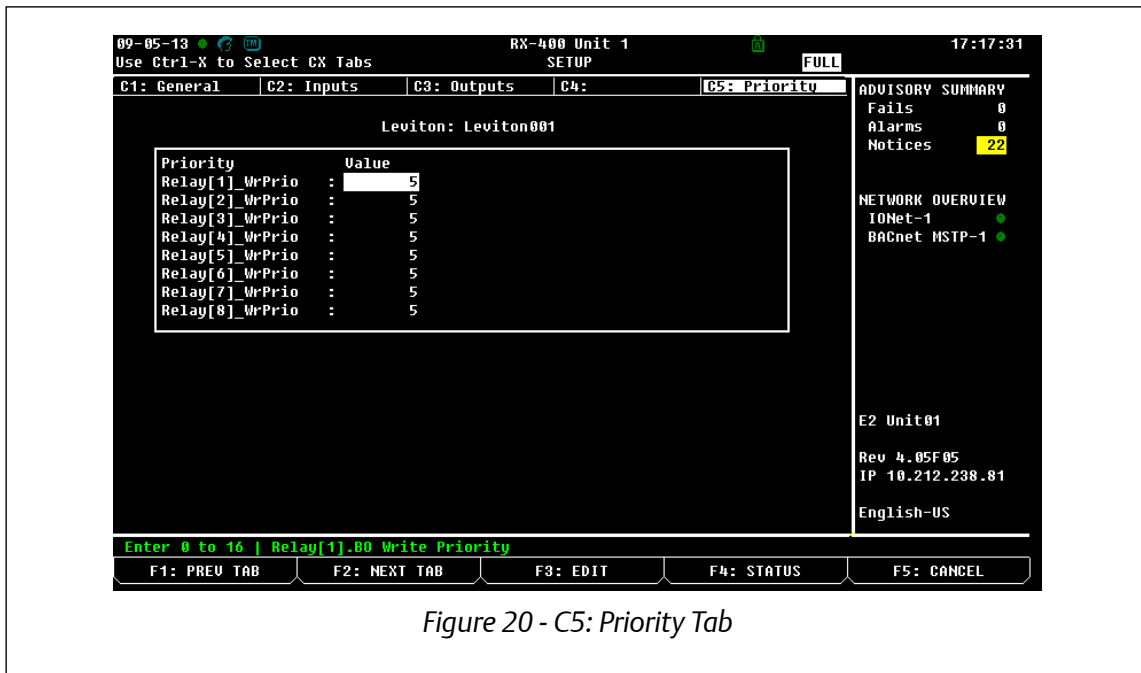 09-05-13 TM RX-400 Unit 1 17:17:31
Use Ctrl-X to Select CX Tabs SETUP FULL
C1: General C2: Inputs C3: Outputs C4: C5: Priority
ADVISORY SUMMARY
Fails 0
Alarms 0
Notices 22
NETWORK OVERVIEW
IONet-1
BACnet MSTP-1
Leviton: Leviton001
Priority Value
Relay[1]_WrPrio : 5
Relay[2]_WrPrio : 5
Relay[3]_WrPrio : 5
Relay[4]_WrPrio : 5
Relay[5]_WrPrio : 5
Relay[6]_WrPrio : 5
Relay[7]_WrPrio : 5
Relay[8]_WrPrio : 5
E2 Unit01
Rev 4.05F05
IP 10.212.238.81
English-US
Enter 0 to 16 | Relay[1].BO Write Priority
F1: PREV TAB F2: NEXT TAB F3: EDIT F4: STATUS F5: CANCEL
Figure 20 - C5: Priority Tab